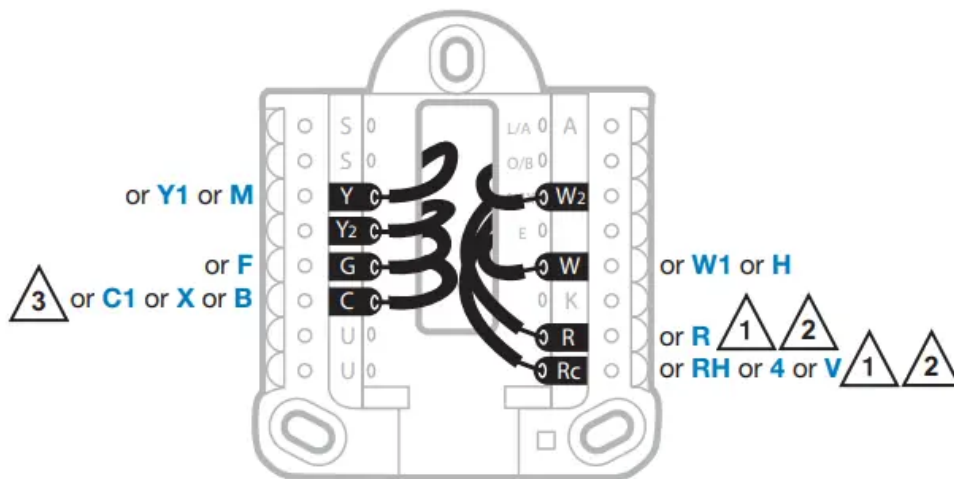 S
S
or Y1 or M
Y
Y2
or F
G
3 or C1 or X or B
C
U
U
L/A A
O/B
W2
E
W or W1 or H
K
R or R 1 2
Rc or RH or 4 or V 1 2